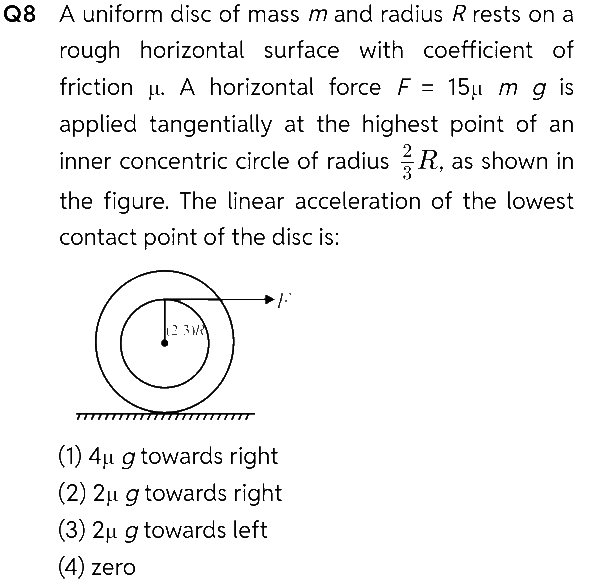 Q8 A uniform disc of mass m and radius R rests on a
rough horizontal surface with coefficient of
friction μ. A horizontal force F = 15μ m g is
applied tangentially at the highest point of an
inner concentric circle of radius 2/3 R, as shown in
the figure. The linear acceleration of the lowest
contact point of the disc is:
F
(2/3)R
(1) 4μ g towards right
(2) 2μ g towards right
(3) 2μ g towards left
(4) zero